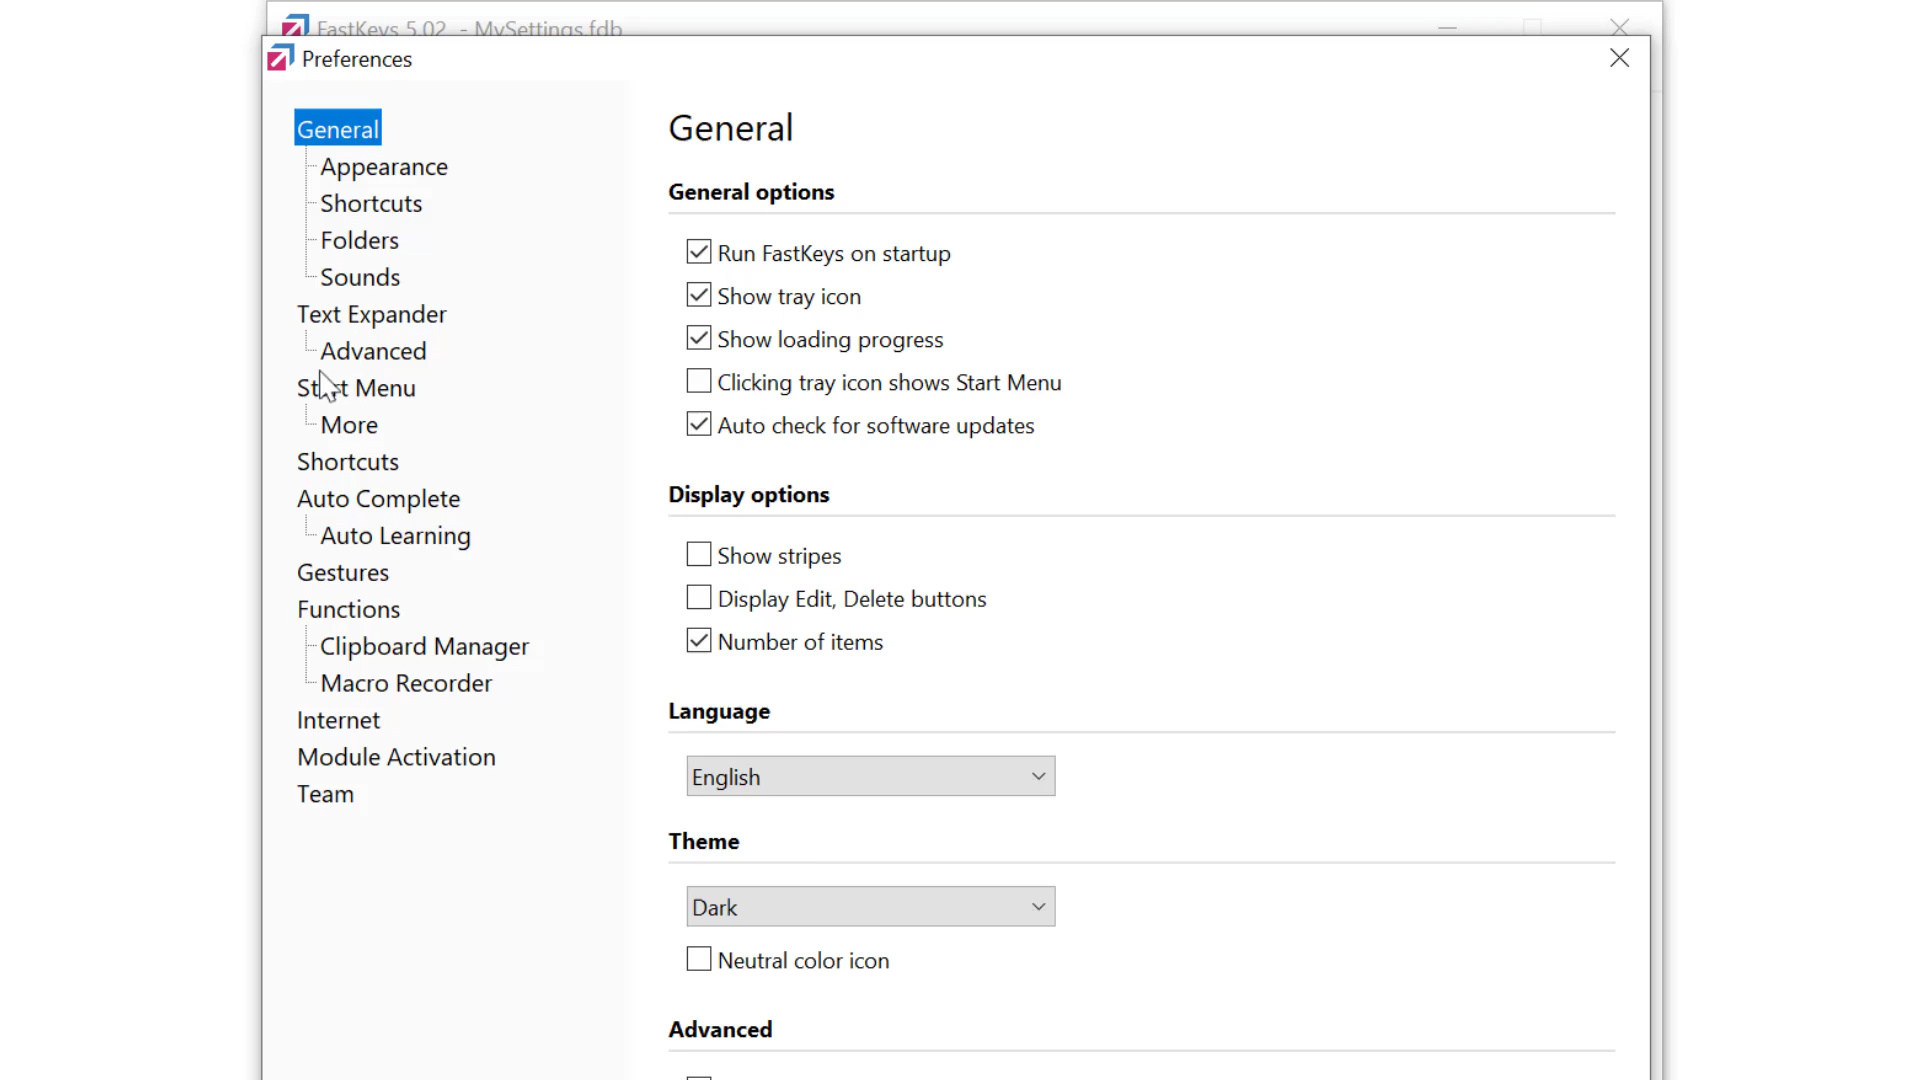 FastKeys 5.02 - MySettings.fdb
Preferences
General
Appearance
Shortcuts
Folders
Sounds
Text Expander
Advanced
Start Menu
More
Shortcuts
Auto Complete
Auto Learning
Gestures
Functions
Clipboard Manager
Macro Recorder
Internet
Module Activation
Team
General
General options
Run FastKeys on startup
Show tray icon
Show loading progress
Clicking tray icon shows Start Menu
Auto check for software updates
Display options
Show stripes
Display Edit, Delete buttons
Number of items
Language
English
Theme
Dark
Neutral color icon
Advanced